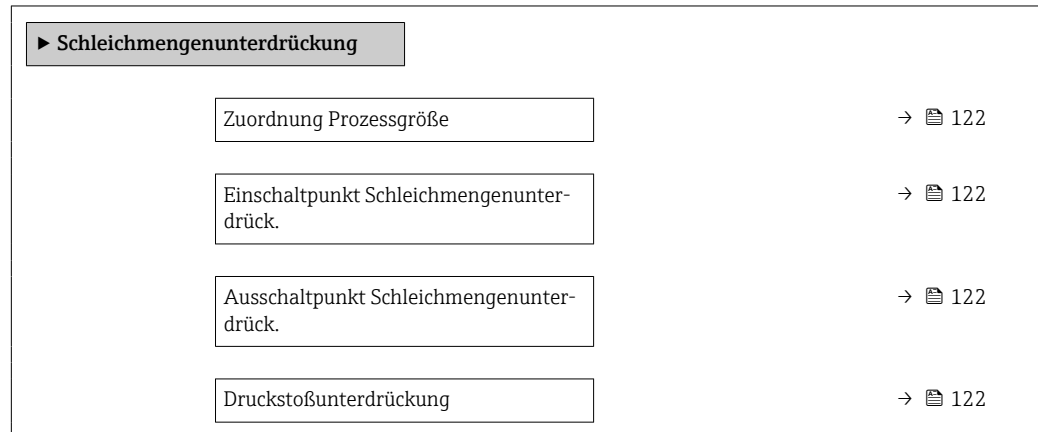 ▶ Schleichmengenunterdrückung
Zuordnung Prozessgröße → 122
Einschaltpunkt Schleichmengenunter-
drück. → 122
Ausschaltpunkt Schleichmengenunter-
drück. → 122
Druckstoßunterdrückung → 122